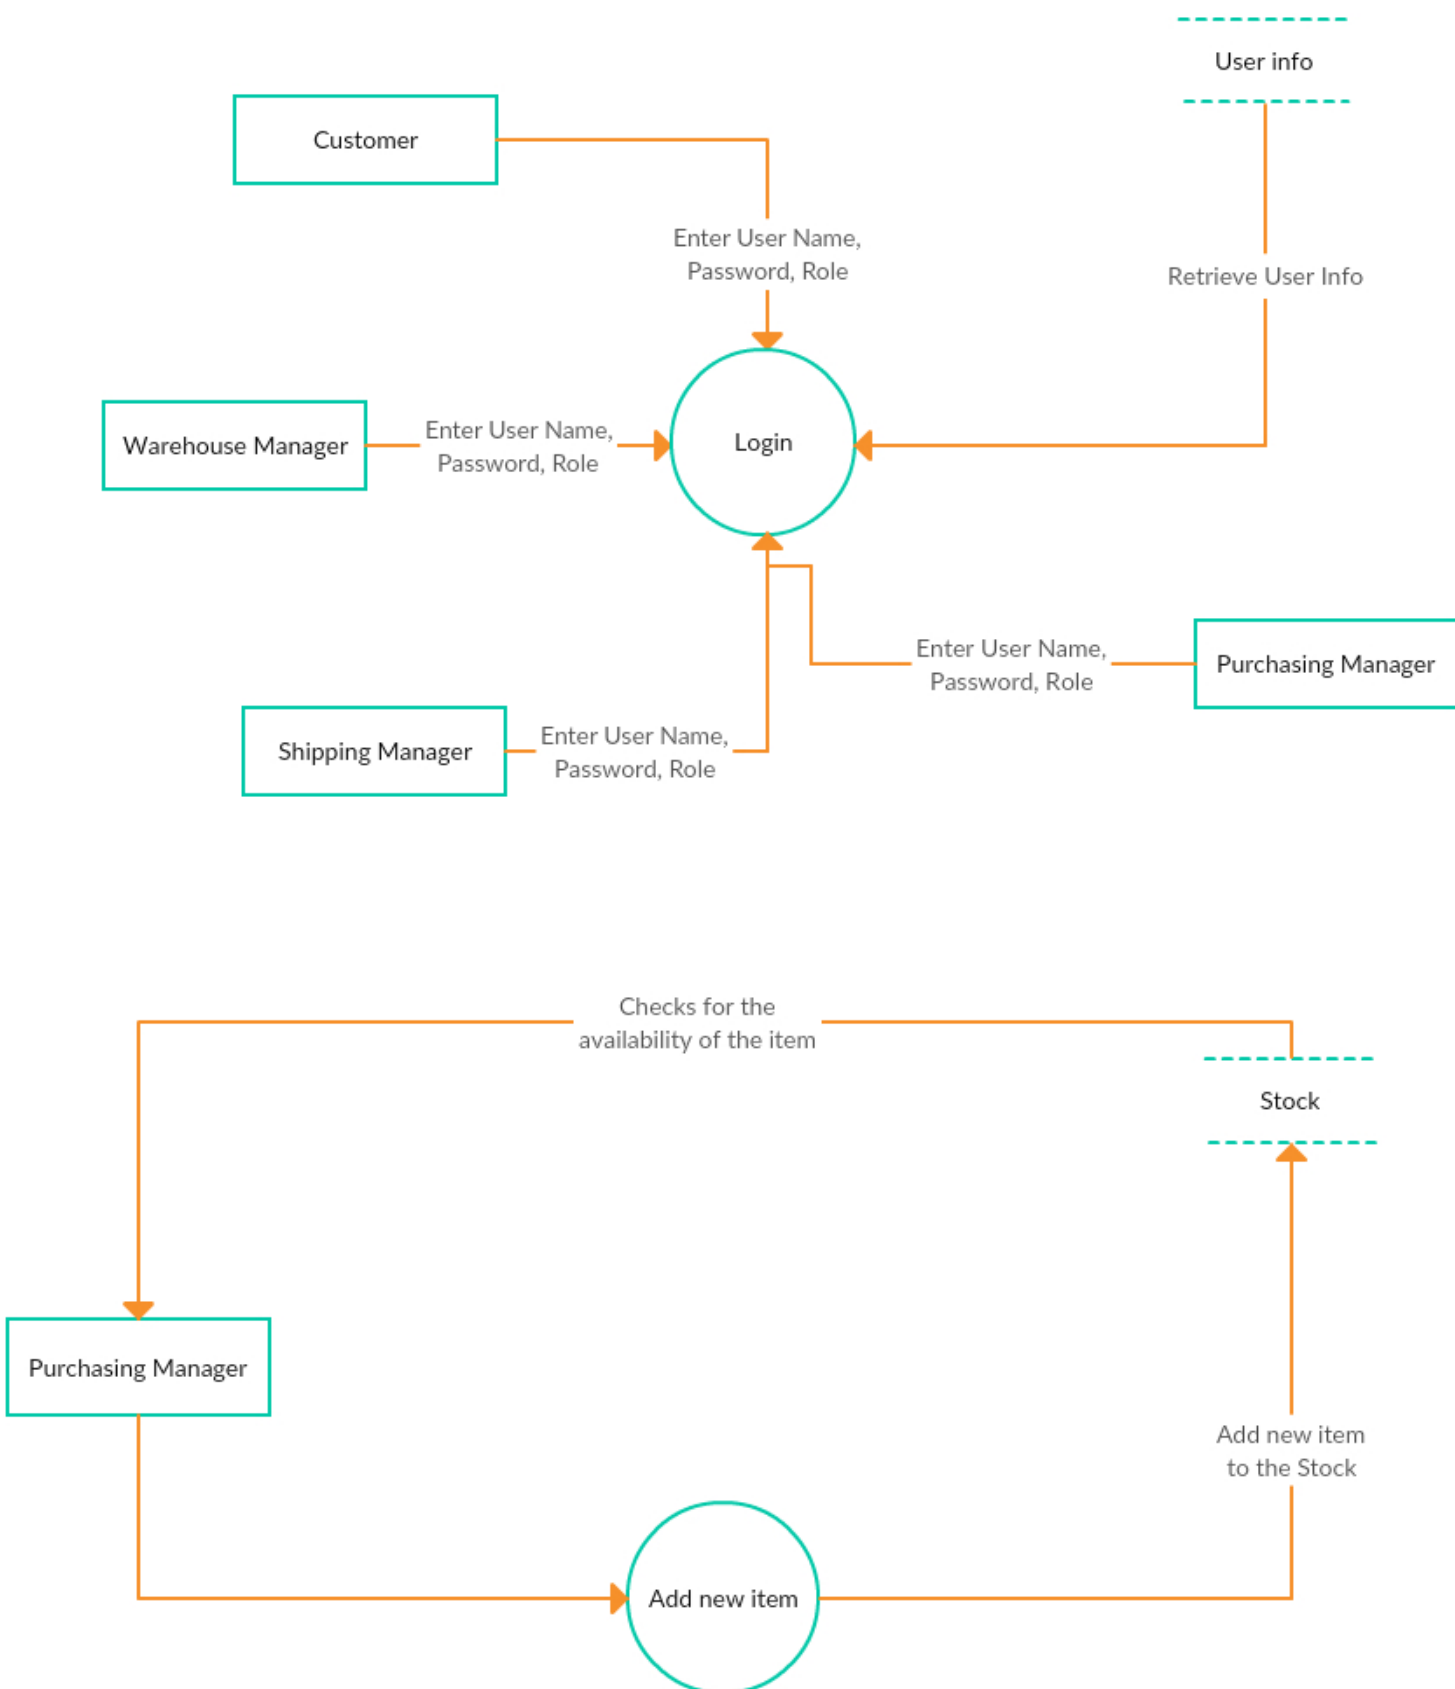 User info
Customer
Enter User Name,
Password, Role
Retrieve User Info
Warehouse Manager
Enter User Name,
Password, Role
Login
Enter User Name,
Password, Role
Purchasing Manager
Shipping Manager
Enter User Name,
Password, Role
Checks for the
availability of the item
Stock
Purchasing Manager
Add new item
to the Stock
Add new item